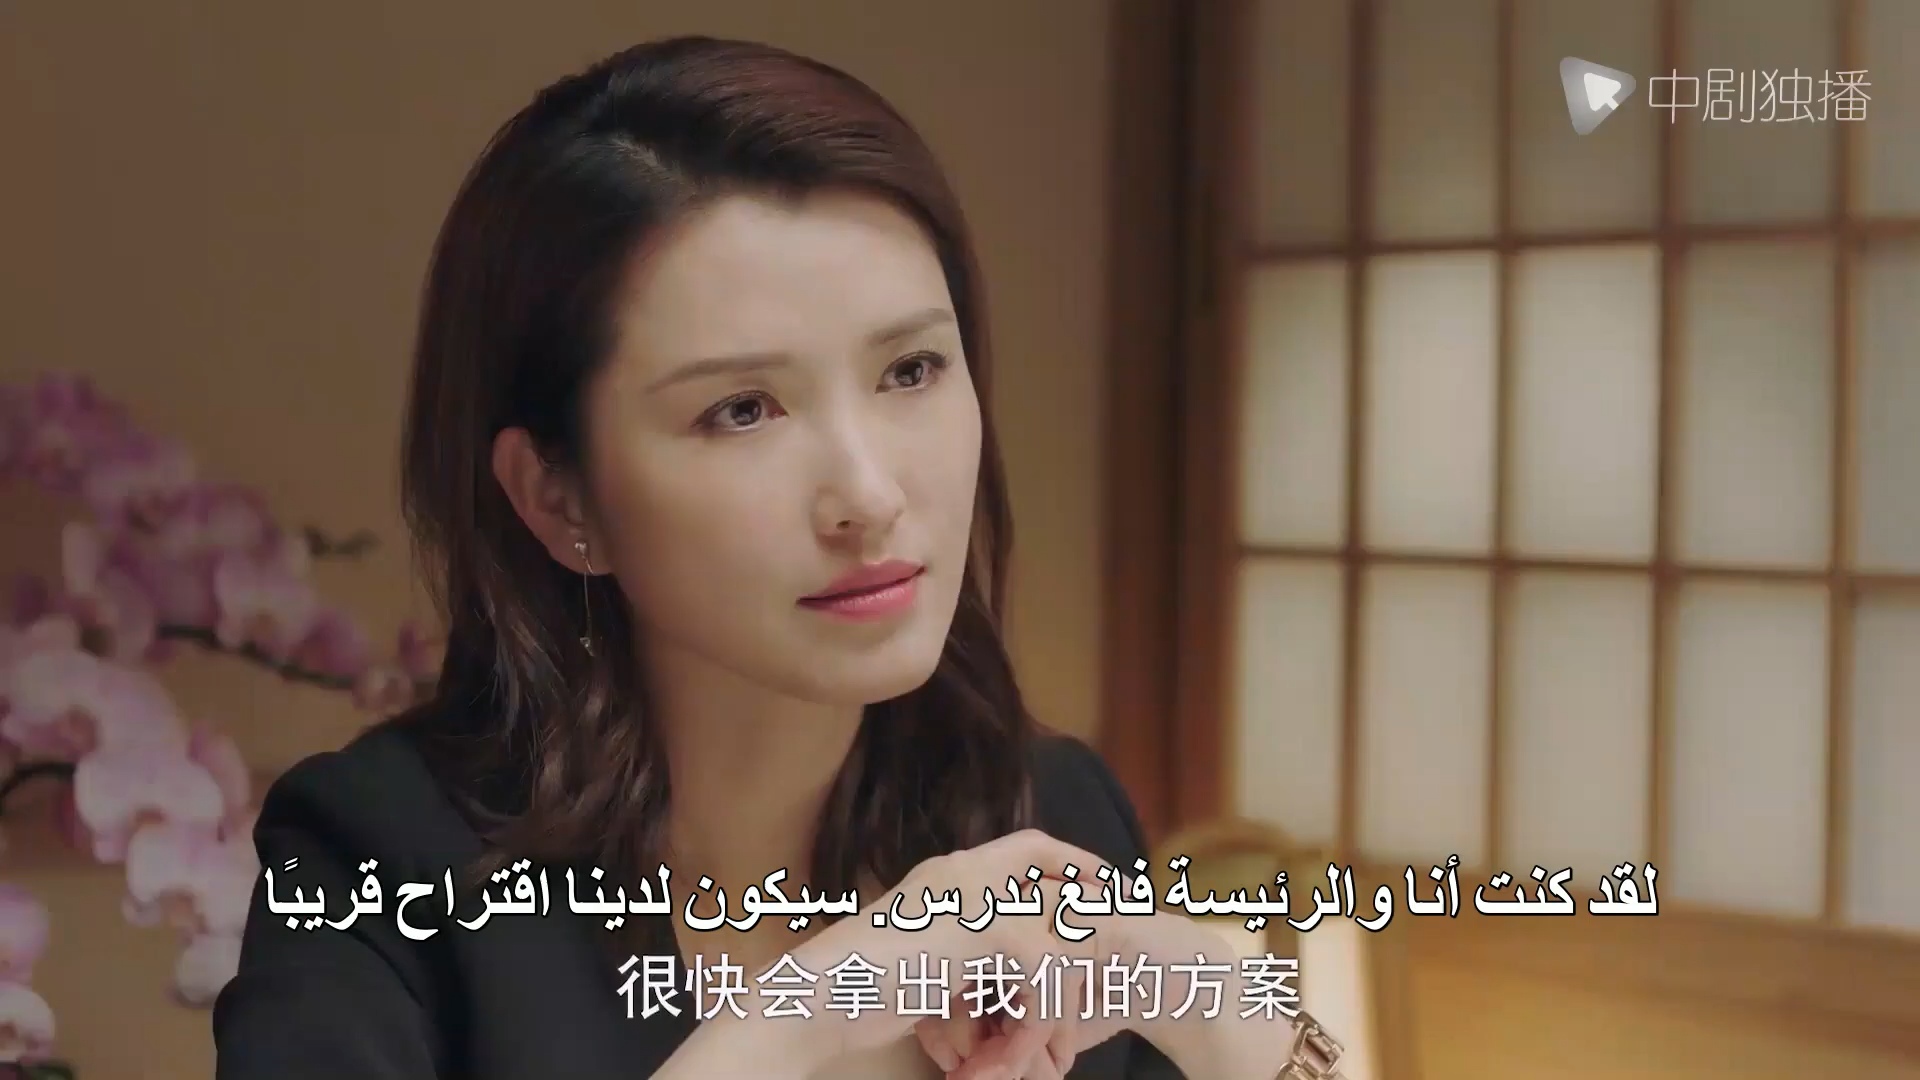 中剧独播
لقد كنت أنا والرئيسة فانغ ندرس. سيكون لدينا اقتراح قريبًا
很快会拿出我们的方案